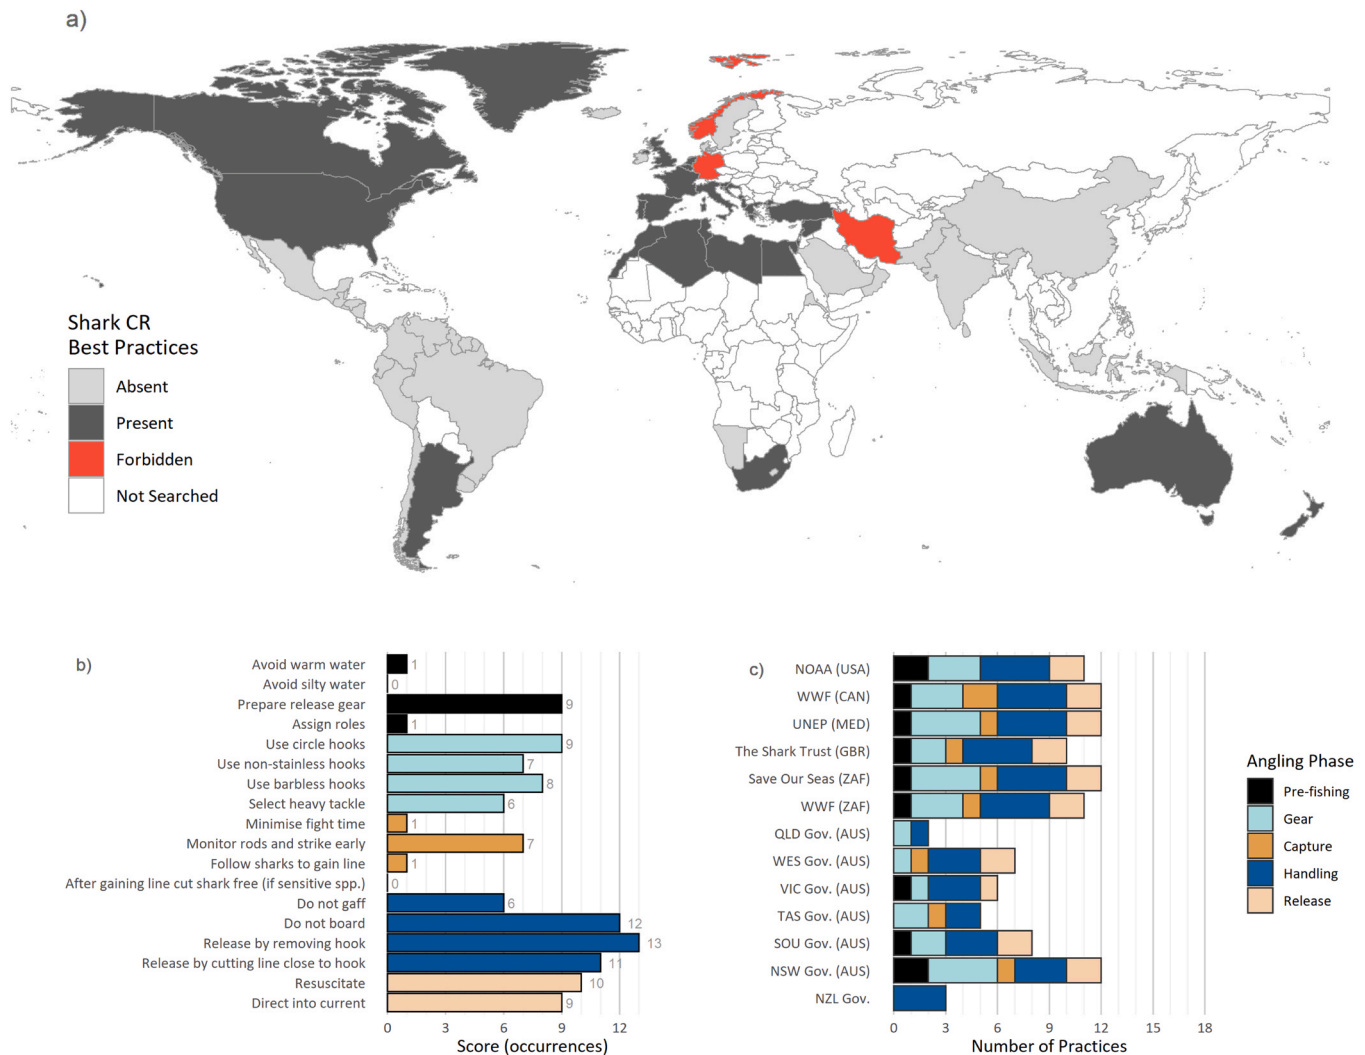 a)
Shark CR
Best Practices
Absent
Present
Forbidden
Not Searched
b)
Avoid warm water 1
Avoid silty water 0
Prepare release gear 9
Assign roles 1
Use circle hooks 9
Use non-stainless hooks 7
Use barbless hooks 8
Select heavy tackle 6
Minimise fight time 1
Monitor rods and strike early 7
Follow sharks to gain line 1
After gaining line cut shark free (if sensitive spp.) 0
Do not gaff 6
Do not board 12
Release by removing hook 13
Release by cutting line close to hook 11
Resuscitate 10
Direct into current 9
0 3 6 9 12
Score (occurrences)
c)
NOAA (USA)
WWF (CAN)
UNEP (MED)
The Shark Trust (GBR)
Save Our Seas (ZAF)
WWF (ZAF)
QLD Gov. (AUS)
WES Gov. (AUS)
VIC Gov. (AUS)
TAS Gov. (AUS)
SOU Gov. (AUS)
NSW Gov. (AUS)
NZL Gov.
0 3 6 9 12 15 18
Number of Practices
Angling Phase
Pre-fishing
Gear
Capture
Handling
Release